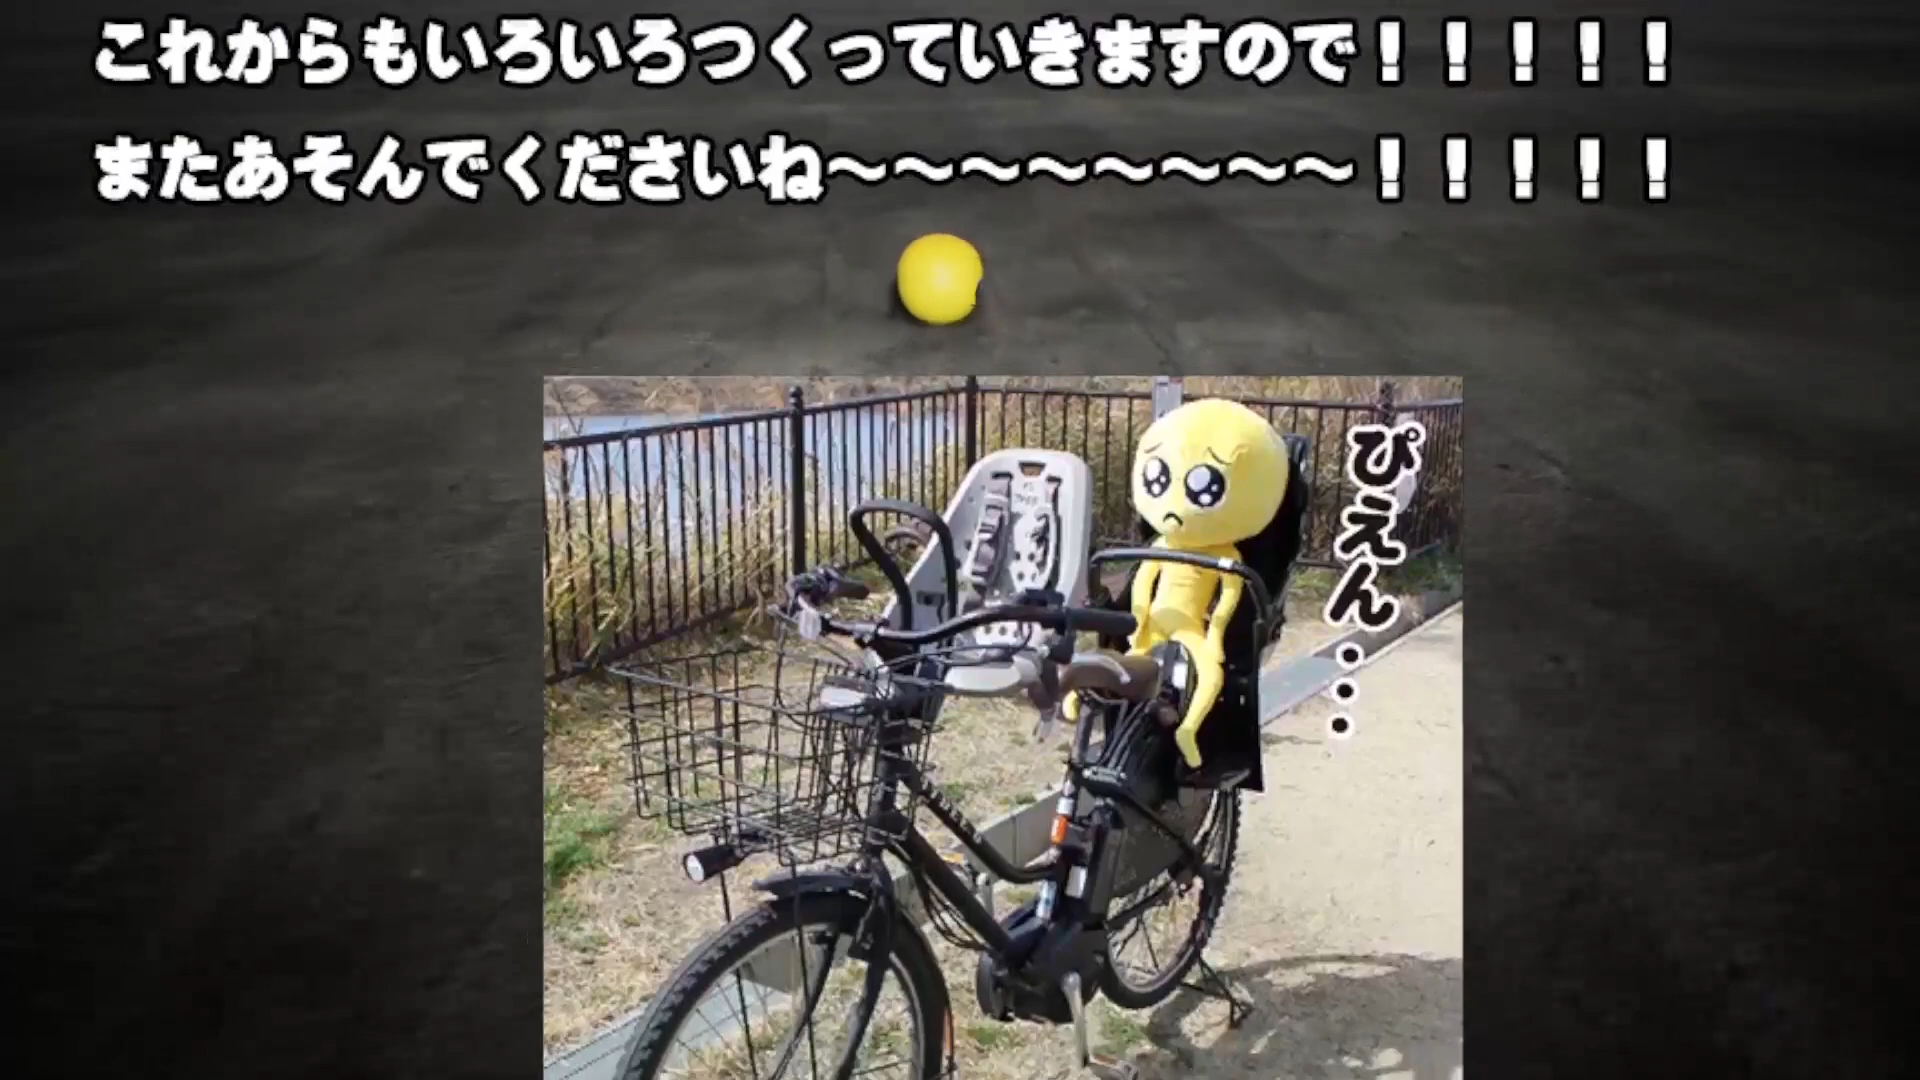 これからもいろいろつくっていきますので！！！！！
またあそんでくださいね～～～～～～～～！！！！！
ぴえん...